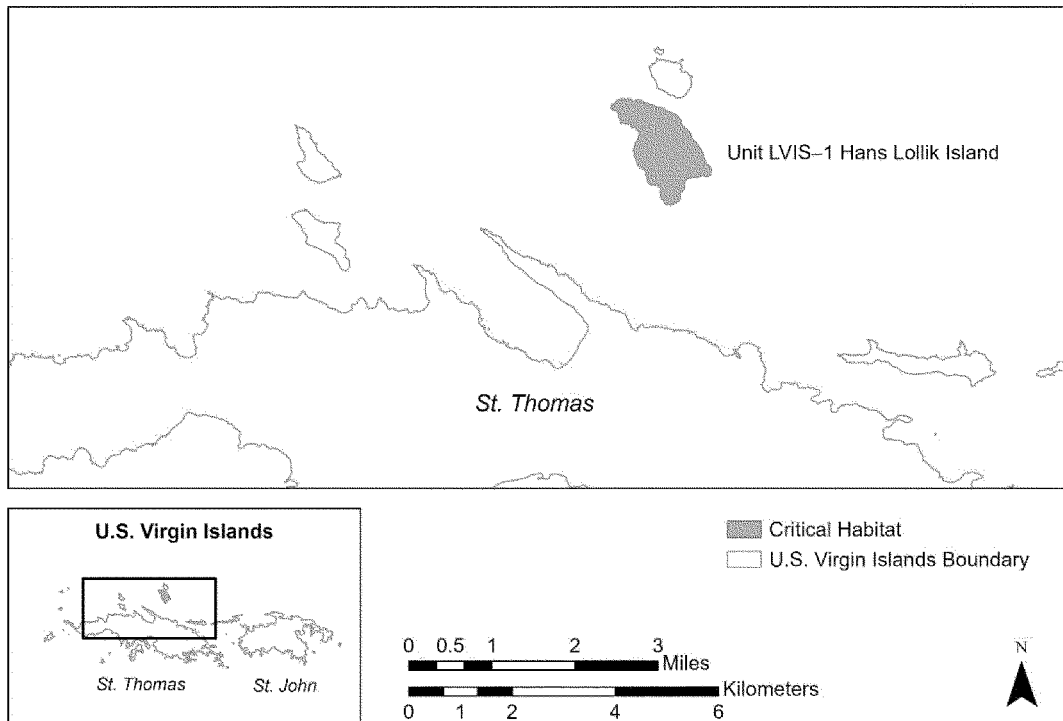 Unit LVIS–1 Hans Lollik Island
St. Thomas
U.S. Virgin Islands
St. Thomas
St. John
Critical Habitat
U.S. Virgin Islands Boundary
0 0.5 1 2 3
Miles
Kilometers
0 1 2 4 6
N